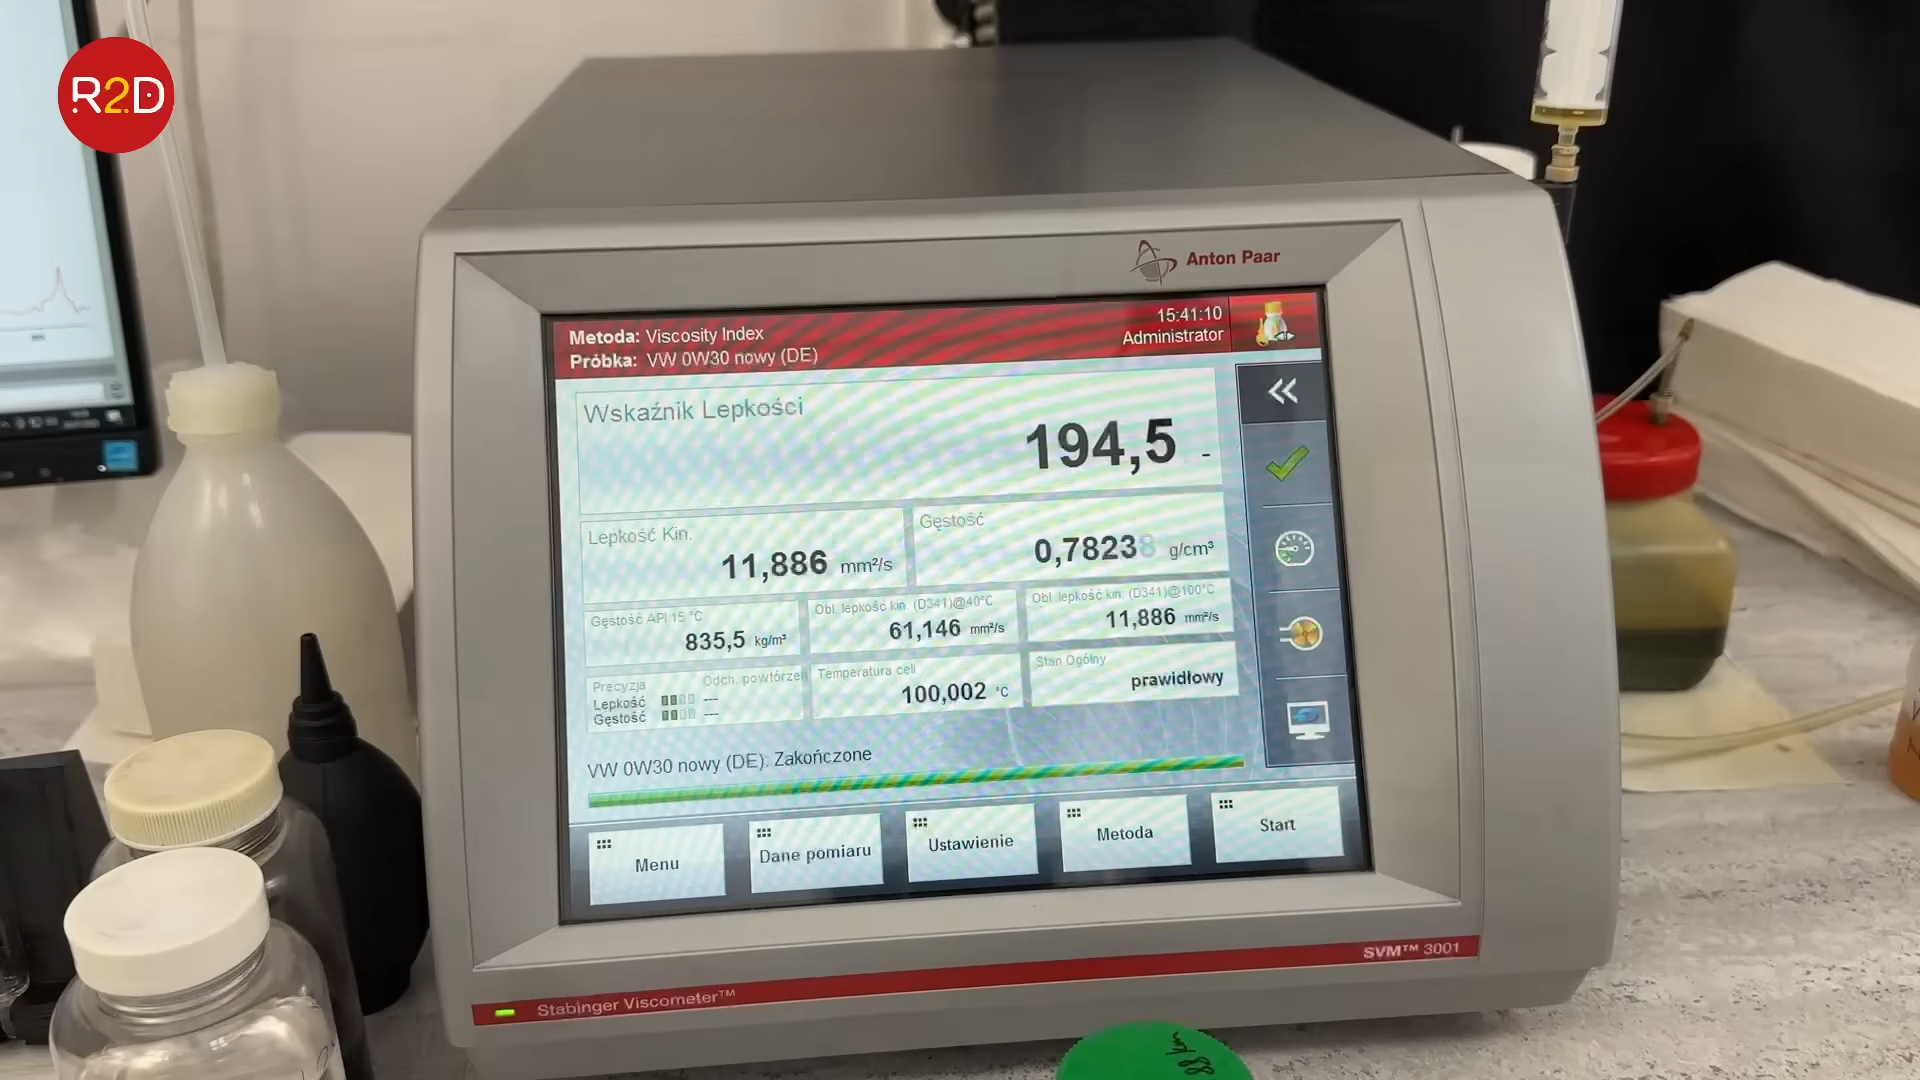 R2D
Anton Paar
Metoda: Viscosity Index
Próbka: VW 0W30 nowy (DE)
15:41:10
Administrator
Wskaźnik Lepkości
194,5 -
Lepkość Kin.
11,886 mm²/s
Gęstość
0,78238 g/cm³
Gęstość API 15 °C
835,5 kg/m³
Obl. lepkość kin. (D341)@40°C
61,146 mm²/s
Obl. lepkość kin. (D341)@100°C
11,886 mm²/s
Precyzja
Odch. powtórzeń
Lepkość ---
Gęstość ---
Temperatura celi
100,002 °C
Stan Ogólny
prawidłowy
VW 0W30 nowy (DE): Zakończone
Menu
Dane pomiaru
Ustawienie
Metoda
Start
SVM™ 3001
Stabinger Viscometer™
88 km